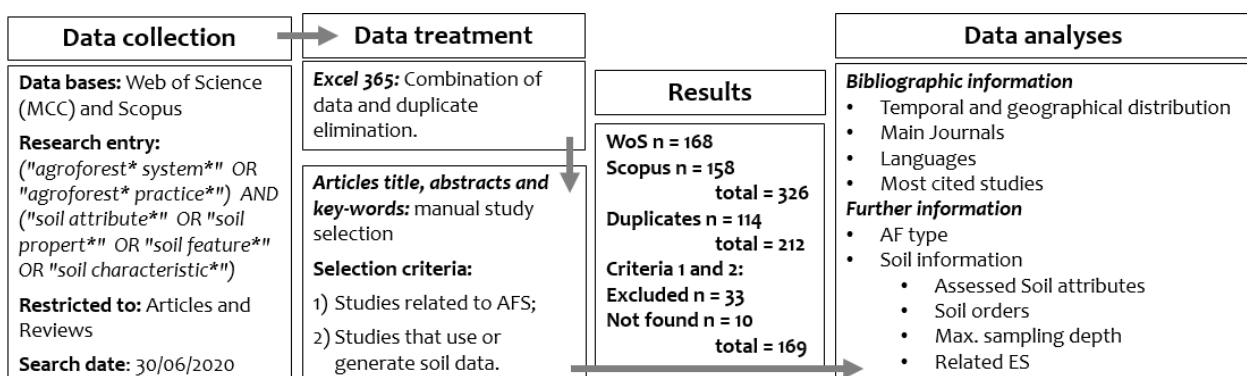 Data collection
Data bases: Web of Science
(MCC) and Scopus
Research entry:
("agroforest* system*" OR
"agroforest* practice*") AND
("soil attribute*" OR "soil
propert*" OR "soil feature*"
OR "soil characteristic*")
Restricted to: Articles and
Reviews
Search date: 30/06/2020
Data treatment
Excel 365: Combination of
data and duplicate
elimination.
Articles title, abstracts and
key-words: manual study
selection
Selection criteria:
1) Studies related to AFS;
2) Studies that use or
generate soil data.
Results
WoS n = 168
Scopus n = 158
total = 326
Duplicates n = 114
total = 212
Criteria 1 and 2:
Excluded n = 33
Not found n = 10
total = 169
Data analyses
Bibliographic information
• Temporal and geographical distribution
• Main Journals
• Languages
• Most cited studies
Further information
• AF type
• Soil information
• Assessed Soil attributes
• Soil orders
• Max. sampling depth
• Related ES